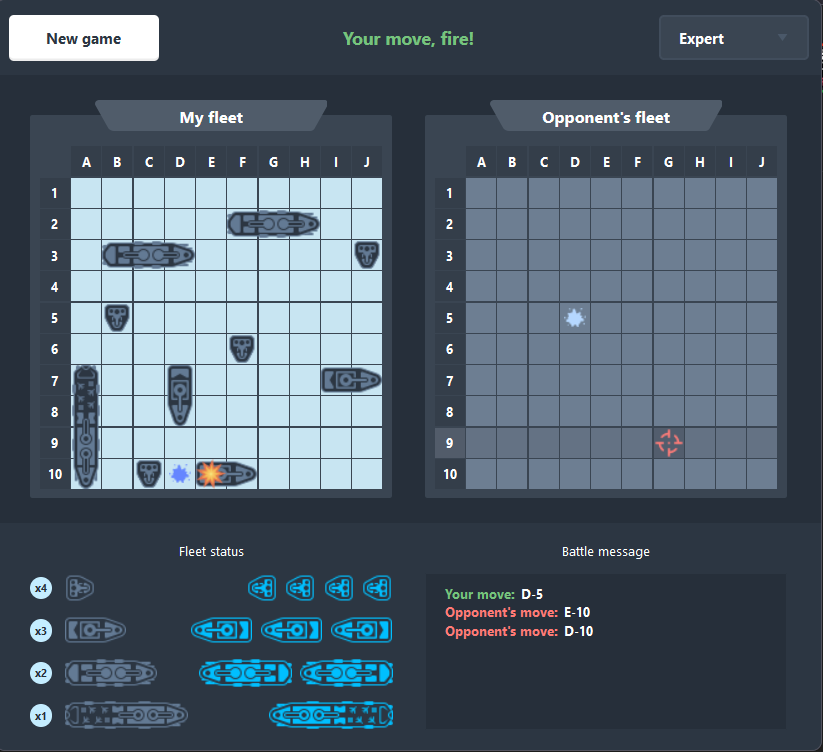 New game
Your move, fire!
Expert
My fleet
Opponent's fleet
A B C D E F G H I J
A B C D E F G H I J
1
1
2
2
3
3
4
4
5
5
6
6
7
7
8
8
9
9
10
10
Fleet status
Battle message
x4
x3
x2
x1
Your move: D-5
Opponent's move: E-10
Opponent's move: D-10